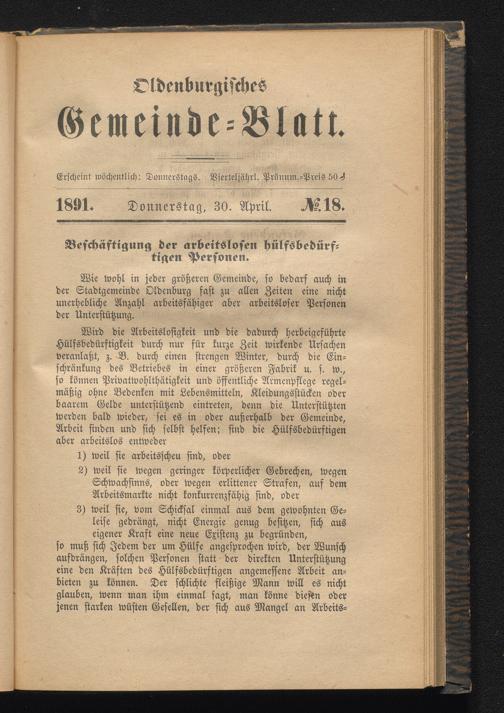 Oldenburgisches
Gemeinde=Blatt.
Erscheint wöchentlich: Donnerstags. Vierteljährl. Pränum.=Preis 50 ₰
1891. Donnerstag, 30. April. № 18.
Beschäftigung der arbeitslosen hülfsbedürf=
tigen Personen.
Wie wohl in jeder größeren Gemeinde, so bedarf auch in
der Stadtgemeinde Oldenburg fast zu allen Zeiten eine nicht
unerhebliche Anzahl arbeitsfähiger aber arbeitsloser Personen
der Unterstützung.
Wird die Arbeitslosigkeit und die dadurch herbeigeführte
Hülfsbedürftigkeit durch nur für kurze Zeit wirkende Ursachen
veranlaßt, z. B. durch einen strengen Winter, durch die Ein=
schränkung des Betriebes in einer größeren Fabrik u. s. w.,
so können Privatwohlthätigkeit und öffentliche Armenpflege regel=
mäßig ohne Bedenken mit Lebensmitteln, Kleidungsstücken oder
baarem Gelde unterstützend eintreten, denn die Unterstützten
werden bald wieder, sei es in oder außerhalb der Gemeinde,
Arbeit finden und sich selbst helfen; sind die Hülfsbedürftigen
aber arbeitslos entweder
1) weil sie arbeitsscheu sind, oder
2) weil sie wegen geringer körperlicher Gebrechen, wegen
Schwachsinns, oder wegen erlittener Strafen, auf dem
Arbeitsmarkte nicht konkurrenzfähig sind, oder
3) weil sie, vom Schicksal einmal aus dem gewohnten Ge=
leise gedrängt, nicht Energie genug besitzen, sich aus
eigener Kraft eine neue Existenz zu begründen,
so muß sich Jedem der um Hülfe angesprochen wird, der Wunsch
aufdrängen, solchen Personen statt der direkten Unterstützung
eine den Kräften des Hülfsbedürftigen angemessene Arbeit an=
bieten zu können. Der schlichte fleißige Mann will es nicht
glauben, wenn man ihm einmal sagt, man könne diesen oder
jenen starken wüsten Gesellen, der sich aus Mangel an Arbeits=